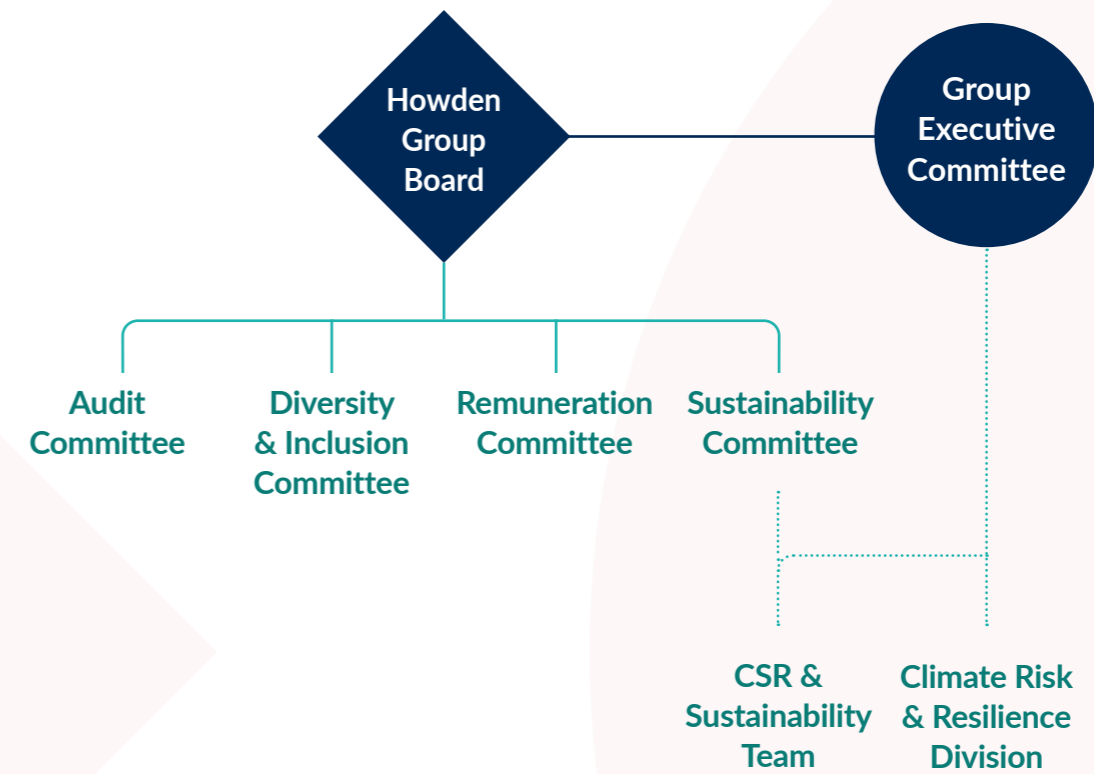 Howden
Group
Board
Group
Executive
Committee
Audit
Committee
Diversity
& Inclusion
Committee
Remuneration
Committee
Sustainability
Committee
CSR &
Sustainability
Team
Climate Risk
& Resilience
Division